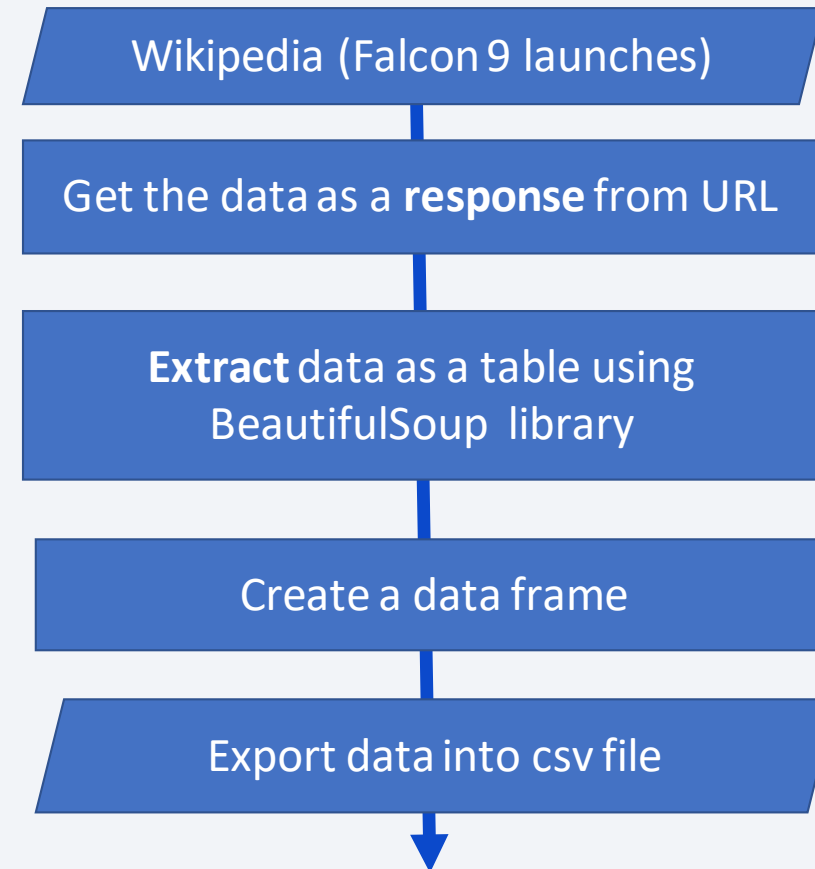 Wikipedia (Falcon 9 launches)
Get the data as a response from URL
Extract data as a table using
BeautifulSoup library
Create a data frame
Export data into csv file